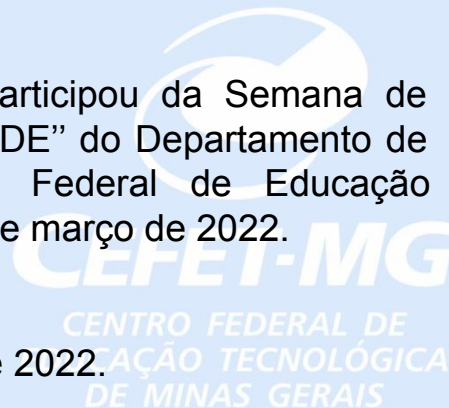 articipou da Semana de
DE’’ do Departamento de
Federal de Educação
e março de 2022.
CEFET-MG
CENTRO FEDERAL DE
e 2022.
AÇÃO TECNOLÓGICA
DE MINAS GERAIS